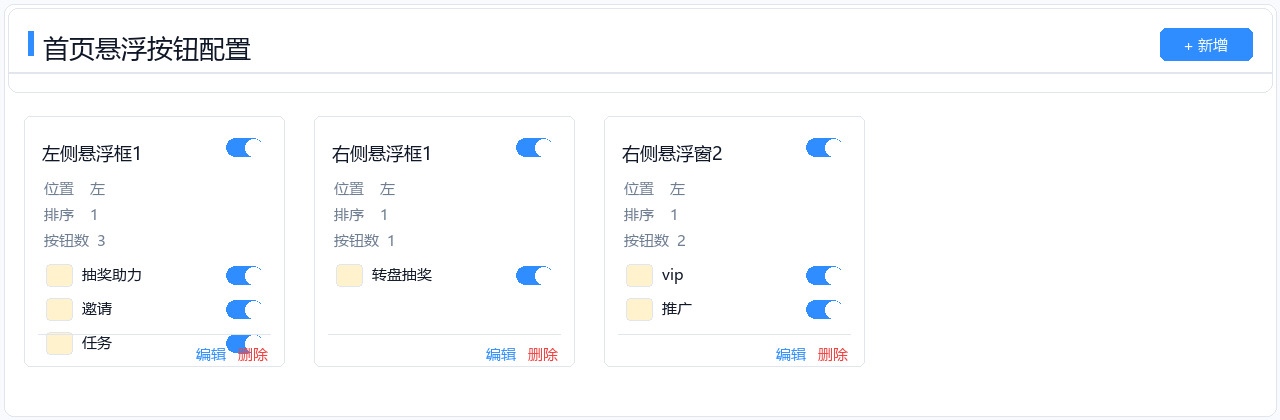 首页悬浮按钮配置
+ 新增
左侧悬浮框1
位置 左
排序 1
按钮数 3
抽奖助力
邀请
任务
编辑 删除
右侧悬浮框1
位置 左
排序 1
按钮数 1
转盘抽奖
编辑 删除
右侧悬浮窗2
位置 左
排序 1
按钮数 2
vip
推广
编辑 删除